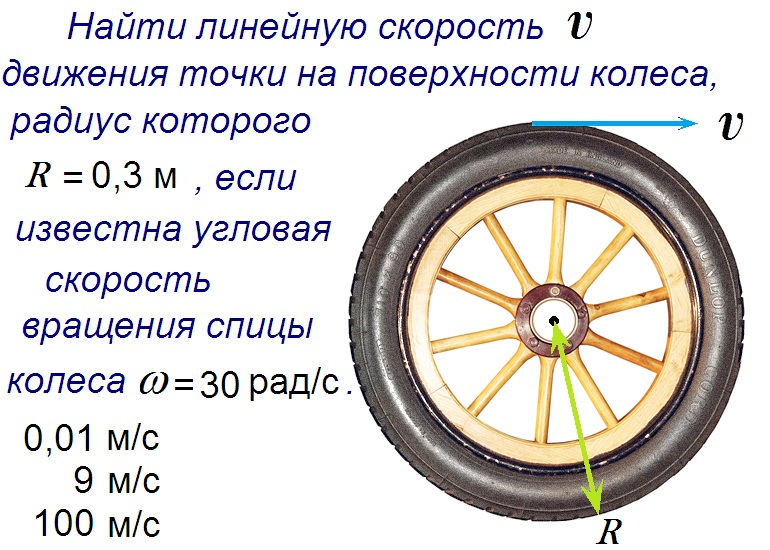 Найти линейную скорость v
движения точки на поверхности колеса,
радиус которого
R = 0,3 м , если
известна угловая
скорость
вращения спицы
колеса ω = 30 рад/с .
0,01 м/с
9 м/с
100 м/с
v
DUNLOP
R